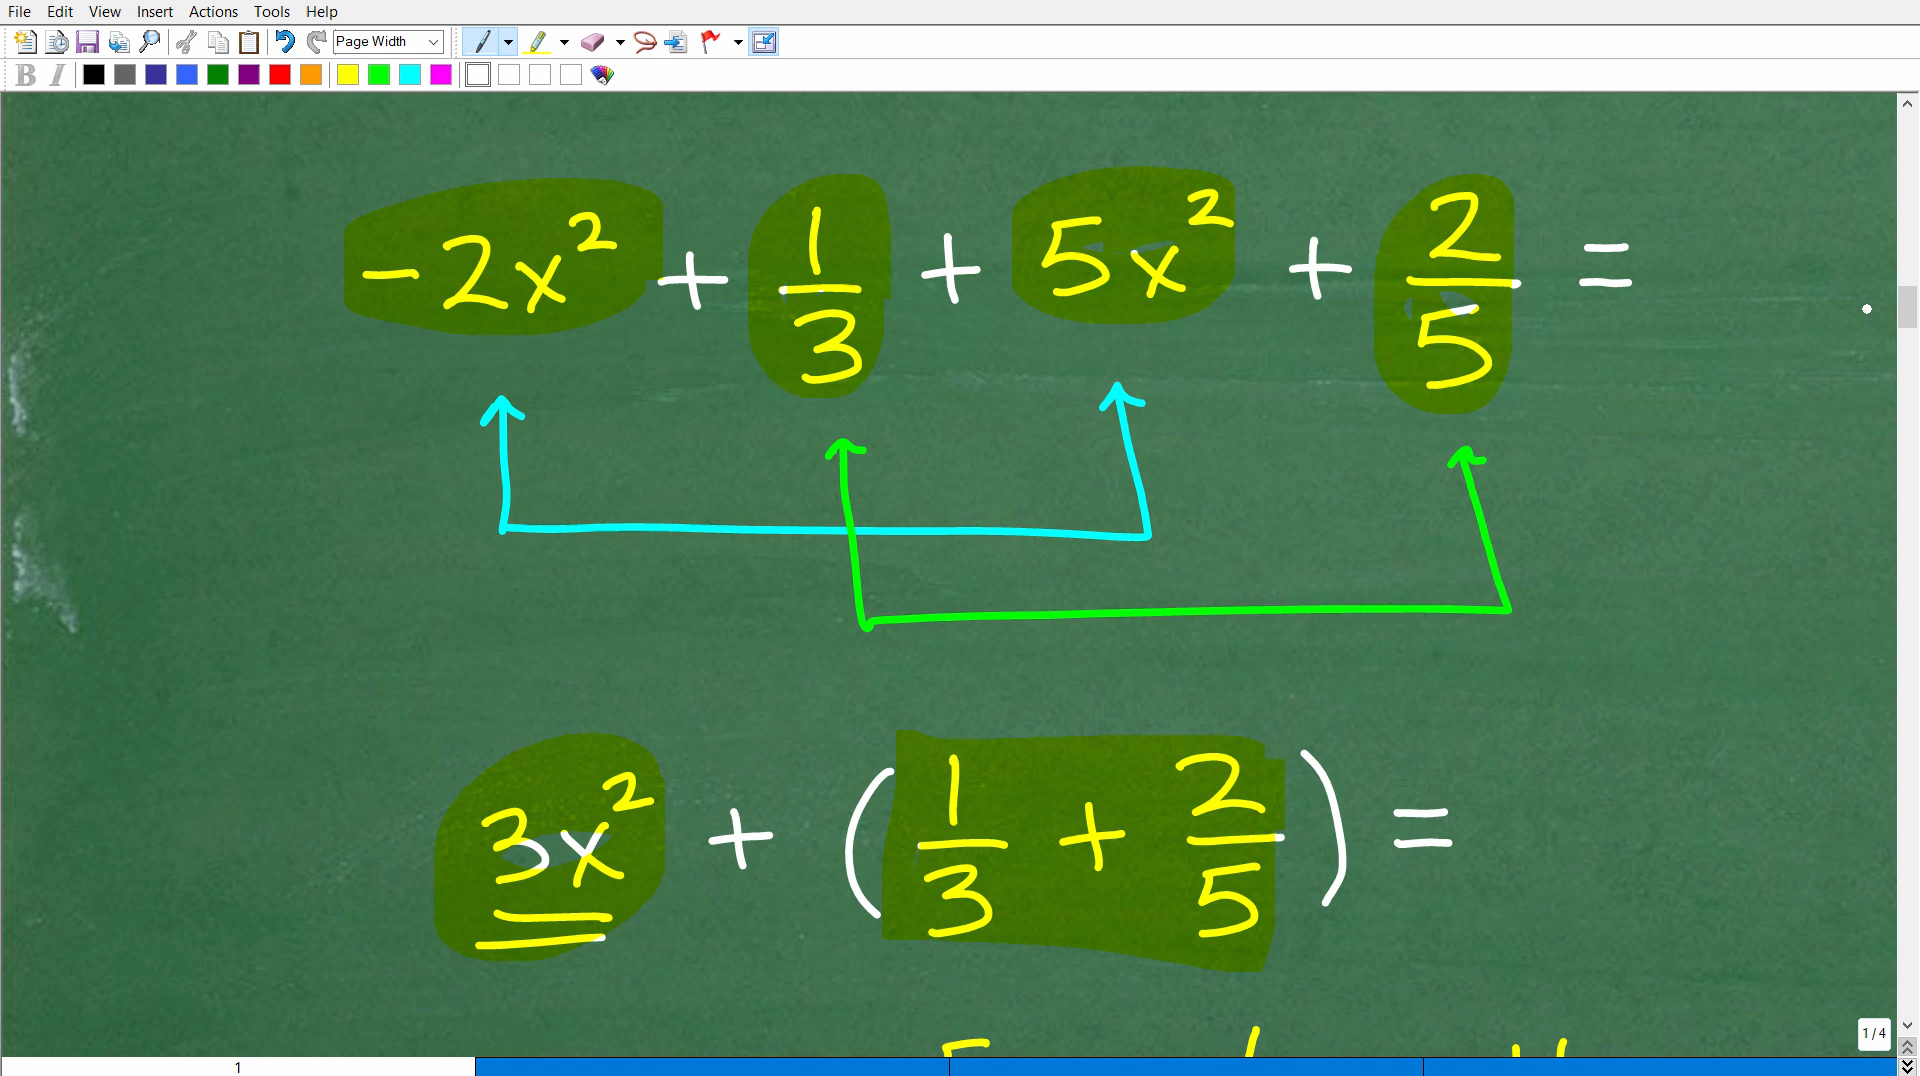 File Edit View Insert Actions Tools Help
Page Width
B I
-2x² + 1/3 + 5x² + 2/5 =
3x² + (1/3 + 2/5) =
1/4
1